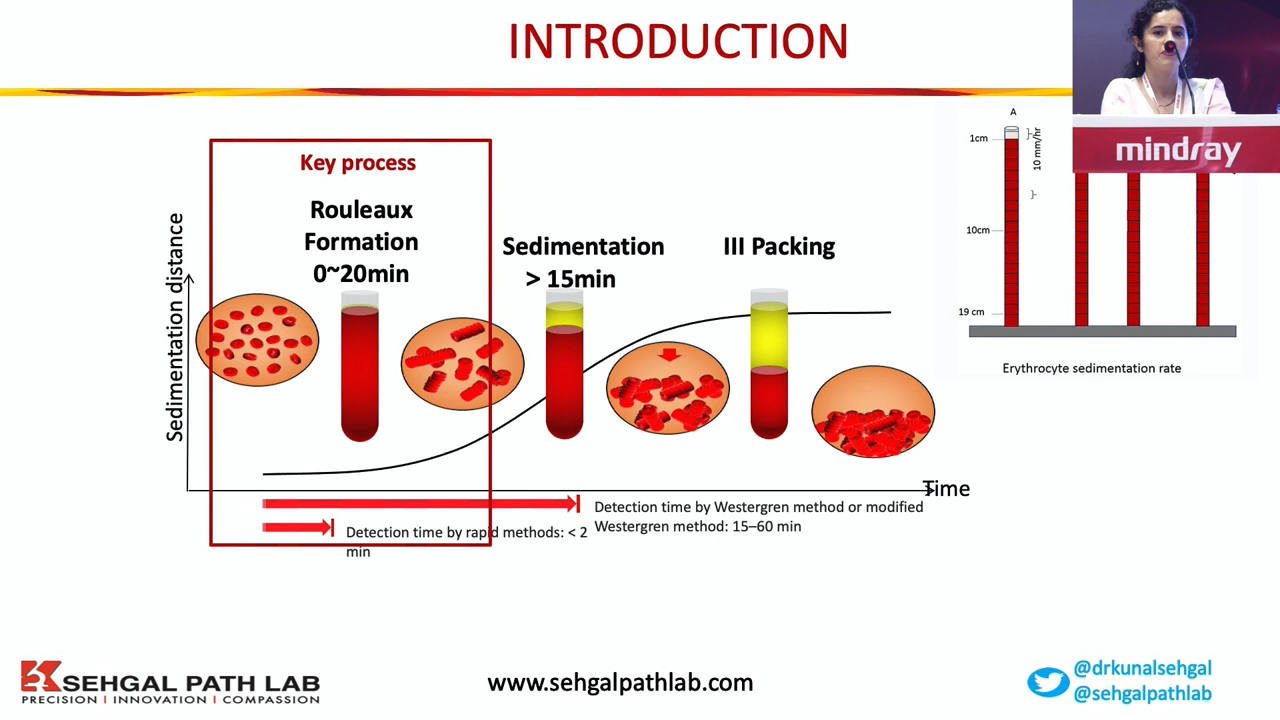 INTRODUCTION
Key process
Rouleaux
Formation
0~20min
Sedimentation
> 15min
III Packing
Sedimentation distance
Time
Detection time by Westergren method or modified
Westergren method: 15–60 min
Detection time by rapid methods: < 2
min
A
1cm
10 mm/hr
10cm
19 cm
Erythrocyte sedimentation rate
mindray
SEHGAL PATH LAB
PRECISION I INNOVATION I COMPASSION
www.sehgalpathlab.com
@drkunalsehgal
@sehgalpathlab